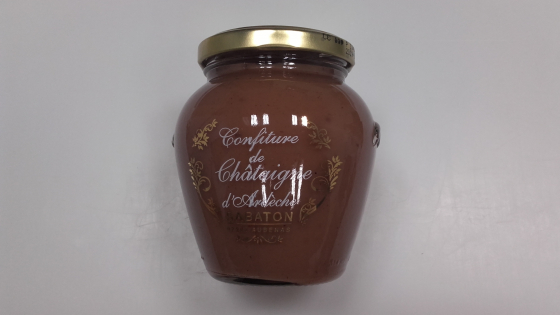 Confiture
de
Châtaigne
d'Ardèche
SABATON